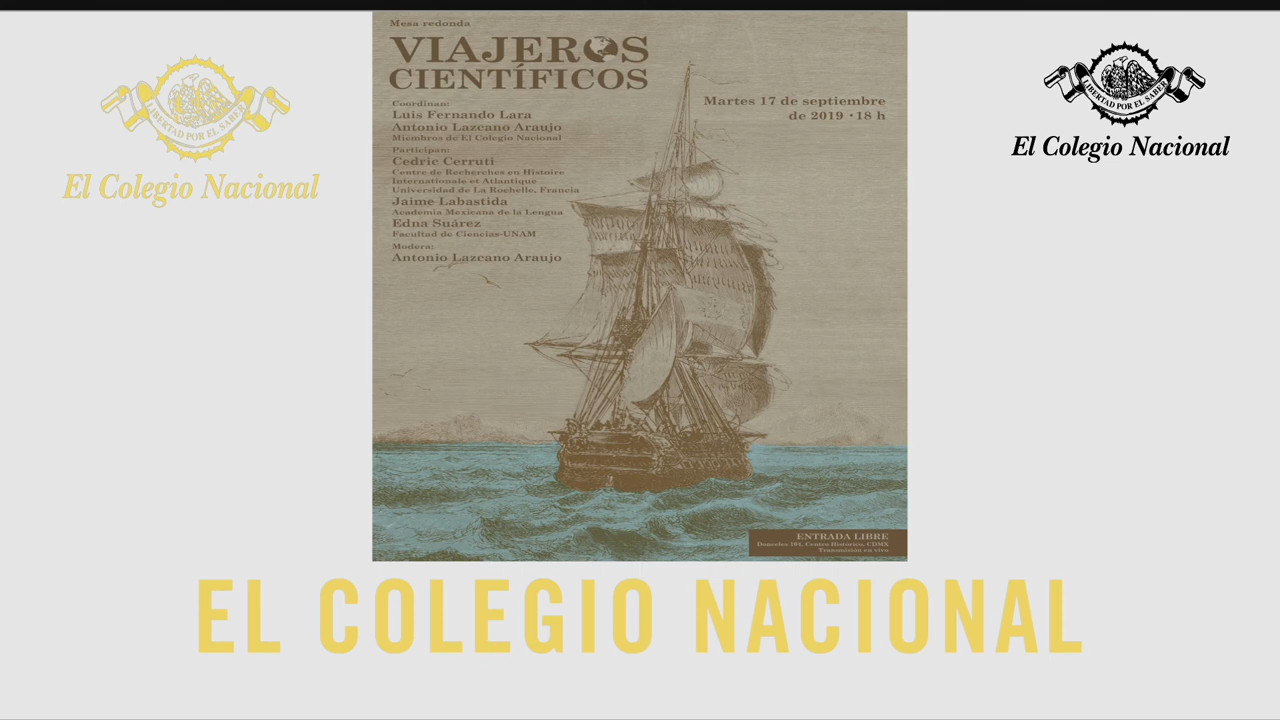 Mesa redonda
VIAJEROS
CIENTÍFICOS
Coordinan:
Luis Fernando Lara
Antonio Lazcano Araujo
Miembros de El Colegio Nacional
Participan:
Cedric Cerruti
Centre de Recherches en Histoire
Internationale et Atlantique
Universidad de La Rochelle, Francia
Jaime Labastida
Academia Mexicana de la Lengua
Edna Suárez
Facultad de Ciencias-UNAM
Modera:
Antonio Lazcano Araujo
Martes 17 de septiembre
de 2019 · 18 h
ENTRADA LIBRE
Donceles 104, Centro Histórico, CDMX
Transmisión en vivo
LIBERTAD POR EL SABER
El Colegio Nacional
LIBERTAD POR EL SABER
El Colegio Nacional
EL COLEGIO NACIONAL